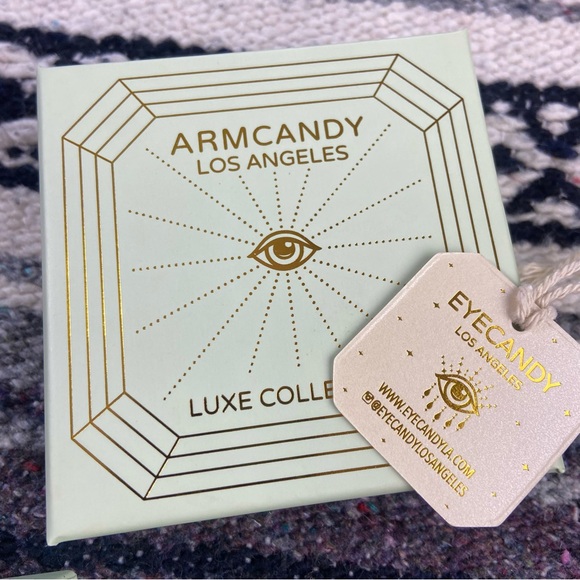 ARMCANDY
LOS ANGELES
LUXE COLLE
EYECANDY
LOS ANGELES
WWW.EYECANDYLA.COM
@EYECANDYLOSANGELES